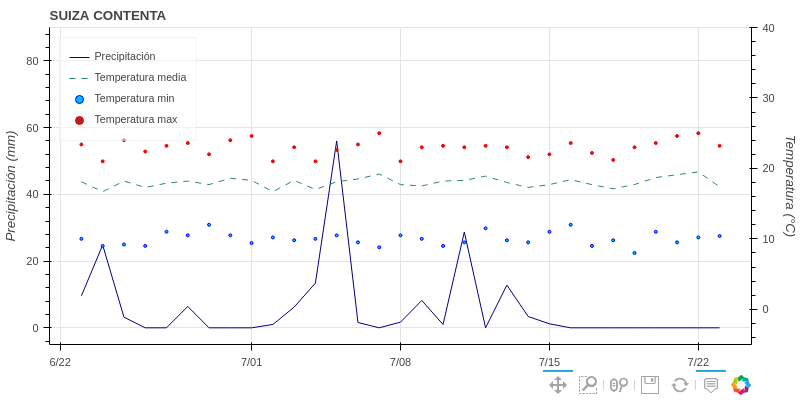 SUIZA CONTENTA
Precipitación
Temperatura media
Temperatura min
Temperatura max
Precipitación (mm)
80
60
40
20
0
Temperatura (°C)
40
30
20
10
0
6/22
7/01
7/08
7/15
7/22